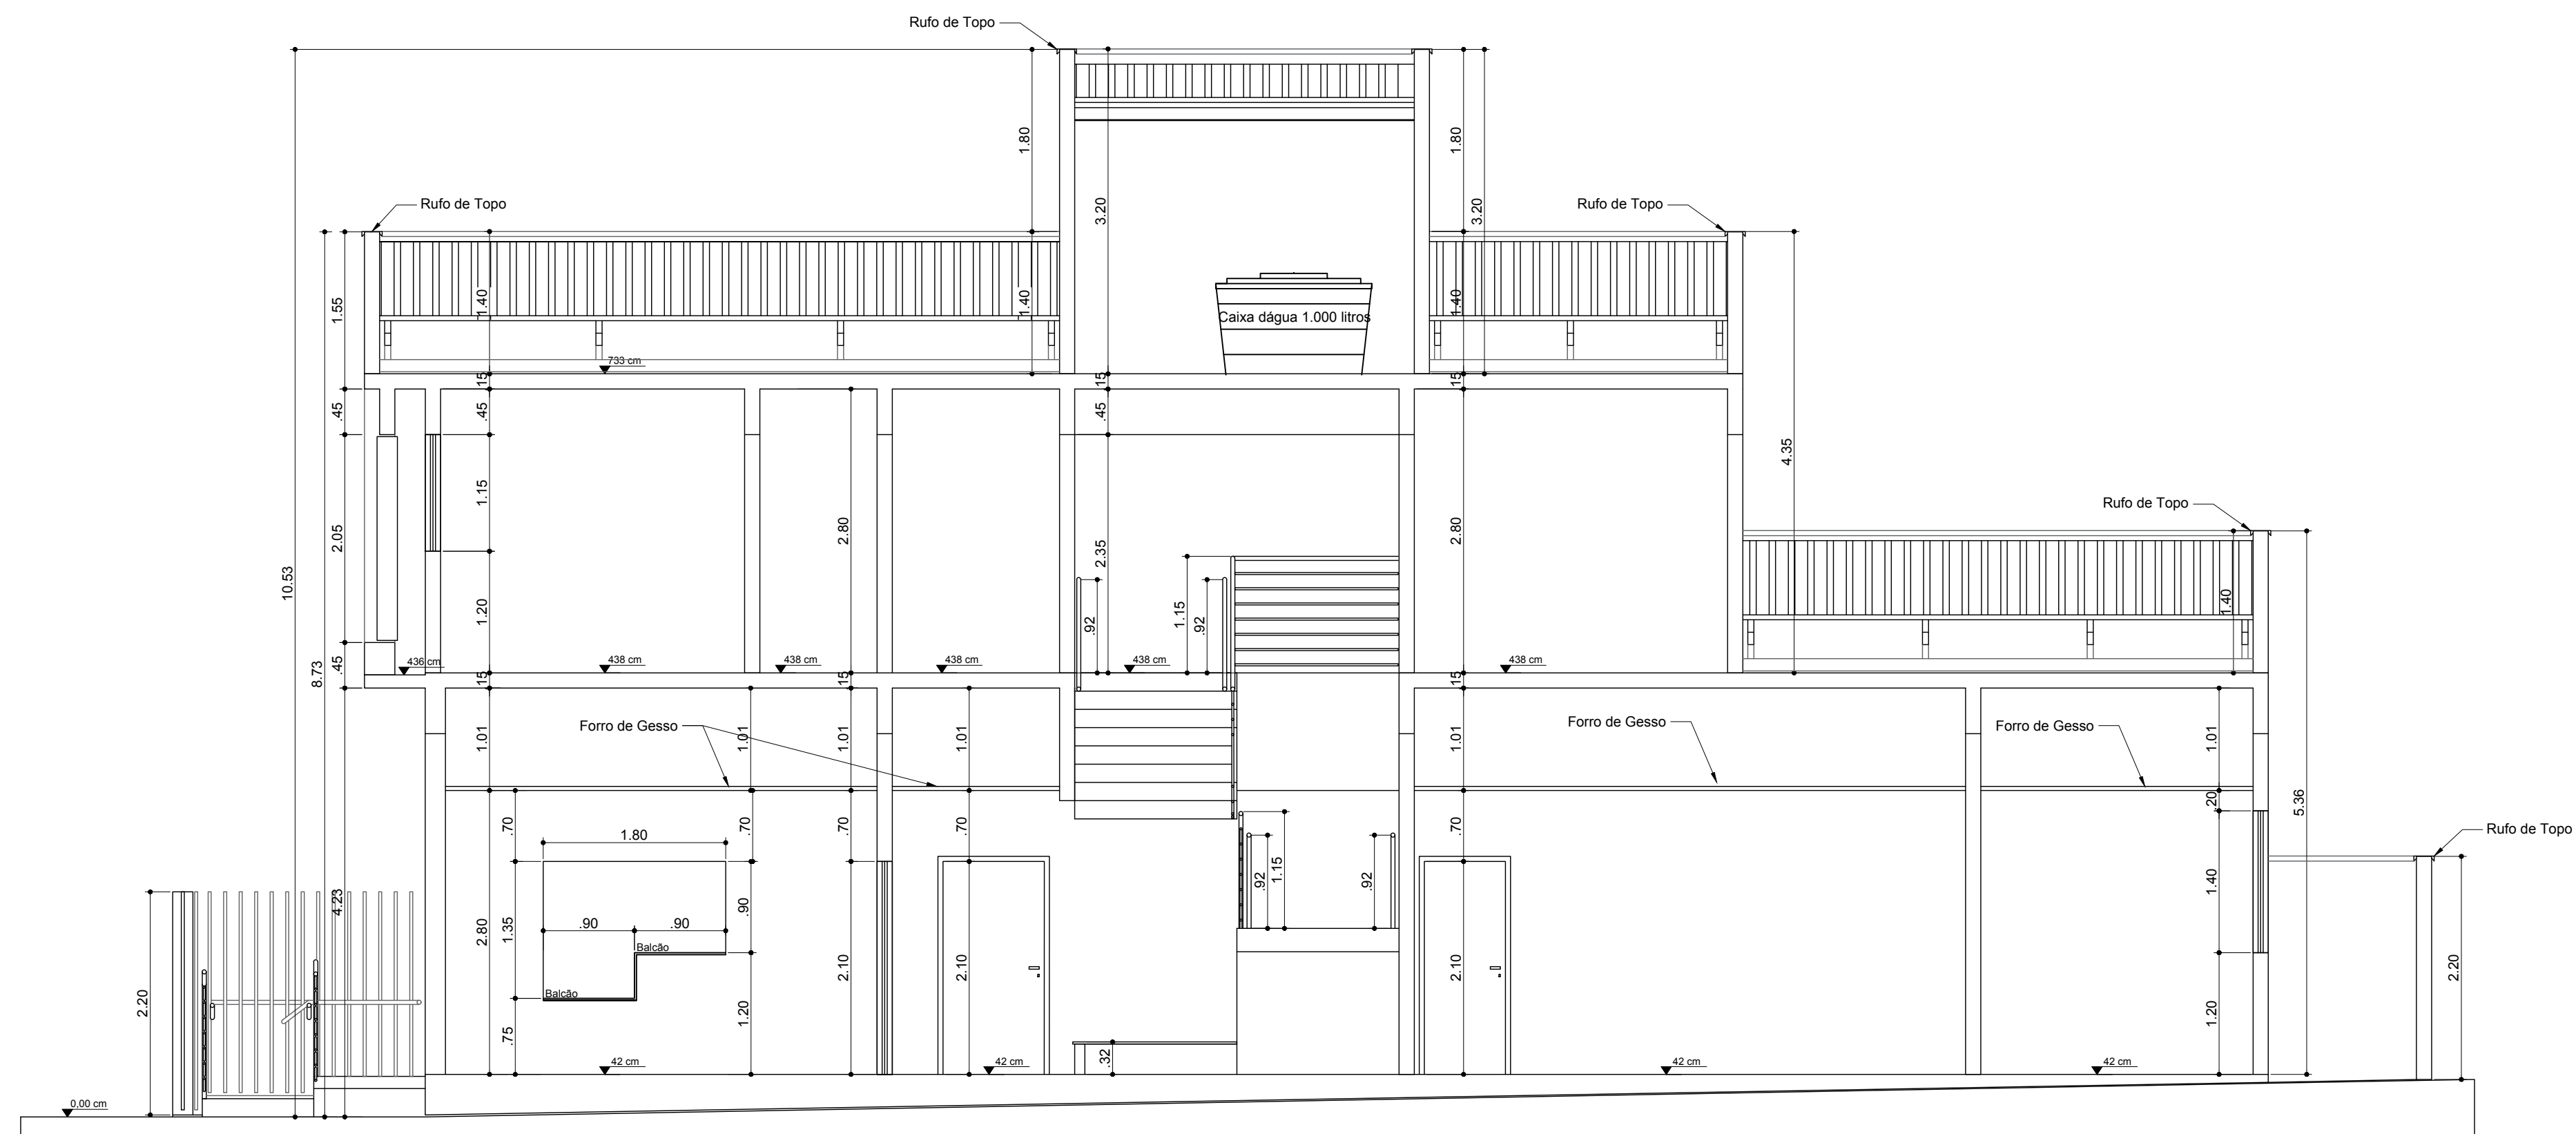 Rufo de Topo
1.80
1.80
3.20
3.20
Rufo de Topo
Rufo de Topo
1.55
1.40
1.40
1.40
Caixa dágua 1.000 litros
733 cm
.15
.15
.15
.45
.45
.45
4.35
1.15
2.80
2.80
Rufo de Topo
2.05
2.35
10.53
1.20
.92
1.15
.92
1.40
8.73
.45
436 cm
438 cm
438 cm
438 cm
438 cm
438 cm
.15
.15
.15
Forro de Gesso
Forro de Gesso
Forro de Gesso
1.01
1.01
1.01
1.01
1.01
1.01
.20
5.36
.70
.70
.70
.70
.70
1.80
Rufo de Topo
.92
1.15
.92
1.40
4.23
.90
.90
.90
2.80
1.35
Balcão
2.10
2.10
2.10
2.20
2.20
Balcão
.75
1.20
1.20
.32
42 cm
42 cm
42 cm
42 cm
0,00 cm